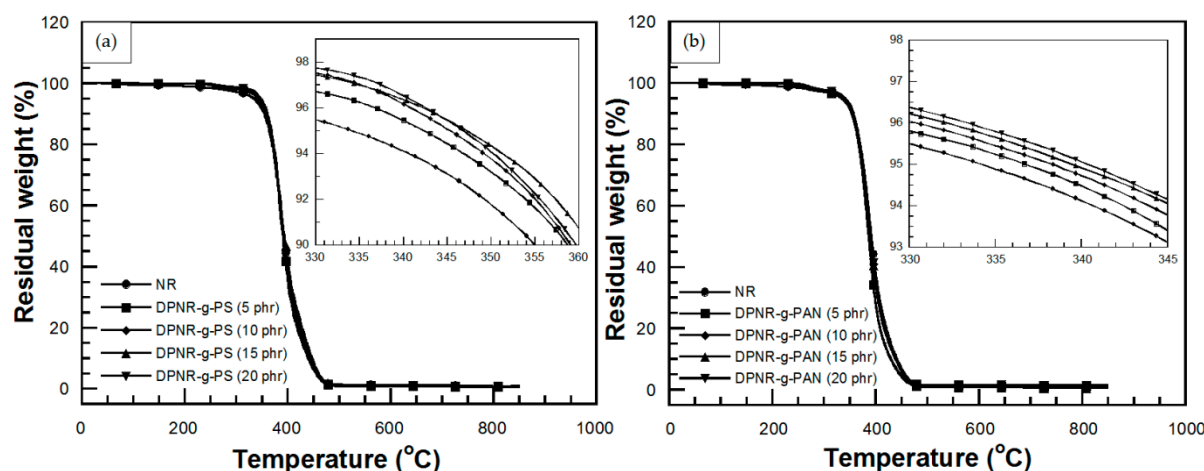 (a)
Residual weight (%)
120
100
80
60
40
20
0
98
97
96
95
94
93
92
91
90
330 335 340 345 350 355 360
NR
DPNR-g-PS (5 phr)
DPNR-g-PS (10 phr)
DPNR-g-PS (15 phr)
DPNR-g-PS (20 phr)
0 200 400 600 800 1000
Temperature (°C)
(b)
Residual weight (%)
120
100
80
60
40
20
0
98
97
96
95
94
93
330 335 340 345
NR
DPNR-g-PAN (5 phr)
DPNR-g-PAN (10 phr)
DPNR-g-PAN (15 phr)
DPNR-g-PAN (20 phr)
0 200 400 600 800 1000
Temperature (°C)